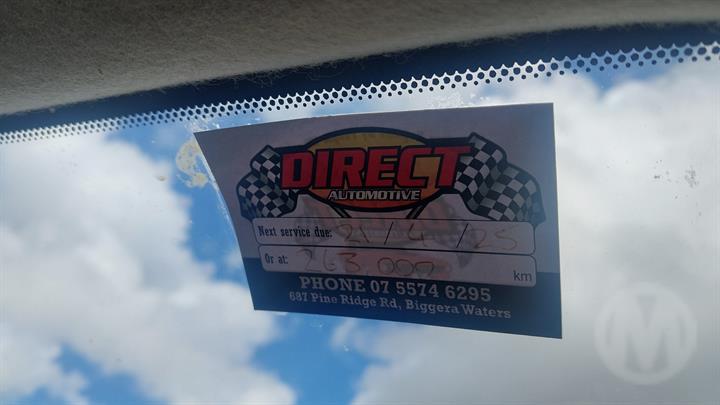 DIRECT
AUTOMOTIVE
Next service due: 21/4/25
Or at: 263,000 km
PHONE 07 5574 6295
687 Pine Ridge Rd, Biggera Waters
M